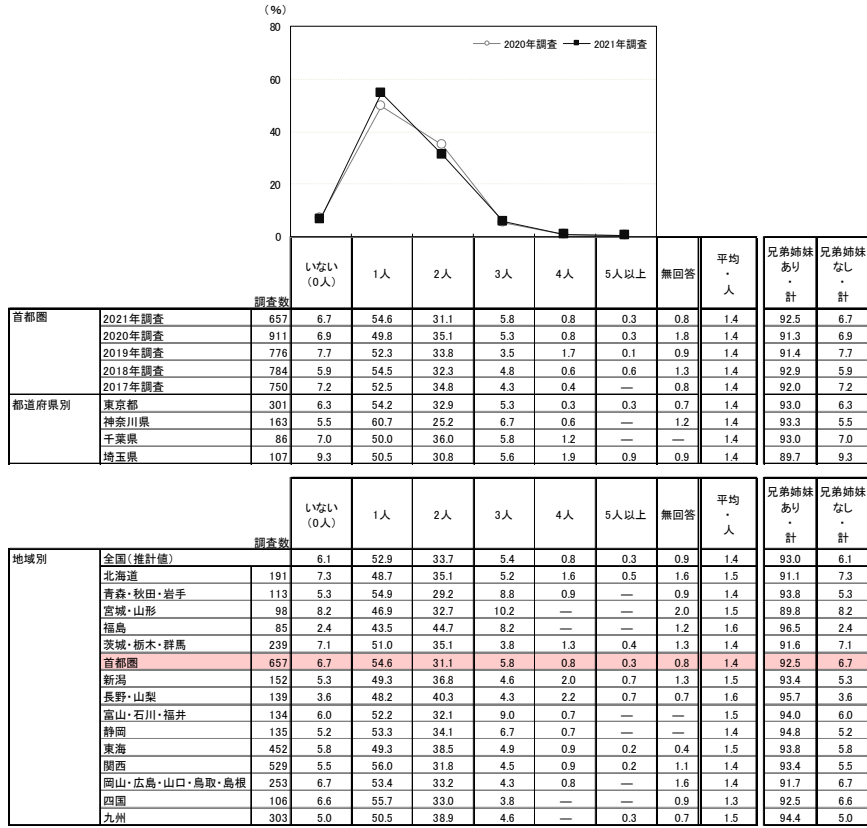 (%)
80
60
40
20
0
2020年調査 2021年調査
調査数 いない(0人) 1人 2人 3人 4人 5人以上 無回答 平均・人 兄弟姉妹あり・計 兄弟姉妹なし・計
首都圏 2021年調査 657 6.7 54.6 31.1 5.8 0.8 0.3 0.8 1.4 92.5 6.7
2020年調査 911 6.9 49.8 35.1 5.3 0.8 0.3 1.8 1.4 91.3 6.9
2019年調査 776 7.7 52.3 33.8 3.5 1.7 0.1 0.9 1.4 91.4 7.7
2018年調査 784 5.9 54.5 32.3 4.8 0.6 0.6 1.3 1.4 92.9 5.9
2017年調査 750 7.2 52.5 34.8 4.3 0.4 — 0.8 1.4 92.0 7.2
都道府県別 東京都 301 6.3 54.2 32.9 5.3 0.3 0.3 0.7 1.4 93.0 6.3
神奈川県 163 5.5 60.7 25.2 6.7 0.6 — 1.2 1.4 93.3 5.5
千葉県 86 7.0 50.0 36.0 5.8 1.2 — — 1.4 93.0 7.0
埼玉県 107 9.3 50.5 30.8 5.6 1.9 0.9 0.9 1.4 89.7 9.3
調査数 いない(0人) 1人 2人 3人 4人 5人以上 無回答 平均・人 兄弟姉妹あり・計 兄弟姉妹なし・計
地域別 全国(推計値) 6.1 52.9 33.7 5.4 0.8 0.3 0.9 1.4 93.0 6.1
北海道 191 7.3 48.7 35.1 5.2 1.6 0.5 1.6 1.5 91.1 7.3
青森・秋田・岩手 113 5.3 54.9 29.2 8.8 0.9 — 0.9 1.4 93.8 5.3
宮城・山形 98 8.2 46.9 32.7 10.2 — — 2.0 1.5 89.8 8.2
福島 85 2.4 43.5 44.7 8.2 — — 1.2 1.6 96.5 2.4
茨城・栃木・群馬 239 7.1 51.0 35.1 3.8 1.3 0.4 1.3 1.4 91.6 7.1
首都圏 657 6.7 54.6 31.1 5.8 0.8 0.3 0.8 1.4 92.5 6.7
新潟 152 5.3 49.3 36.8 4.6 2.0 0.7 1.3 1.5 93.4 5.3
長野・山梨 139 3.6 48.2 40.3 4.3 2.2 0.7 0.7 1.6 95.7 3.6
富山・石川・福井 134 6.0 52.2 32.1 9.0 0.7 — — 1.5 94.0 6.0
静岡 135 5.2 53.3 34.1 6.7 0.7 — — 1.4 94.8 5.2
東海 452 5.8 49.3 38.5 4.9 0.9 0.2 0.4 1.5 93.8 5.8
関西 529 5.5 56.0 31.8 4.5 0.9 0.2 1.1 1.4 93.4 5.5
岡山・広島・山口・鳥取・島根 253 6.7 53.4 33.2 4.3 0.8 — 1.6 1.4 91.7 6.7
四国 106 6.6 55.7 33.0 3.8 — — 0.9 1.3 92.5 6.6
九州 303 5.0 50.5 38.9 4.6 — 0.3 0.7 1.5 94.4 5.0